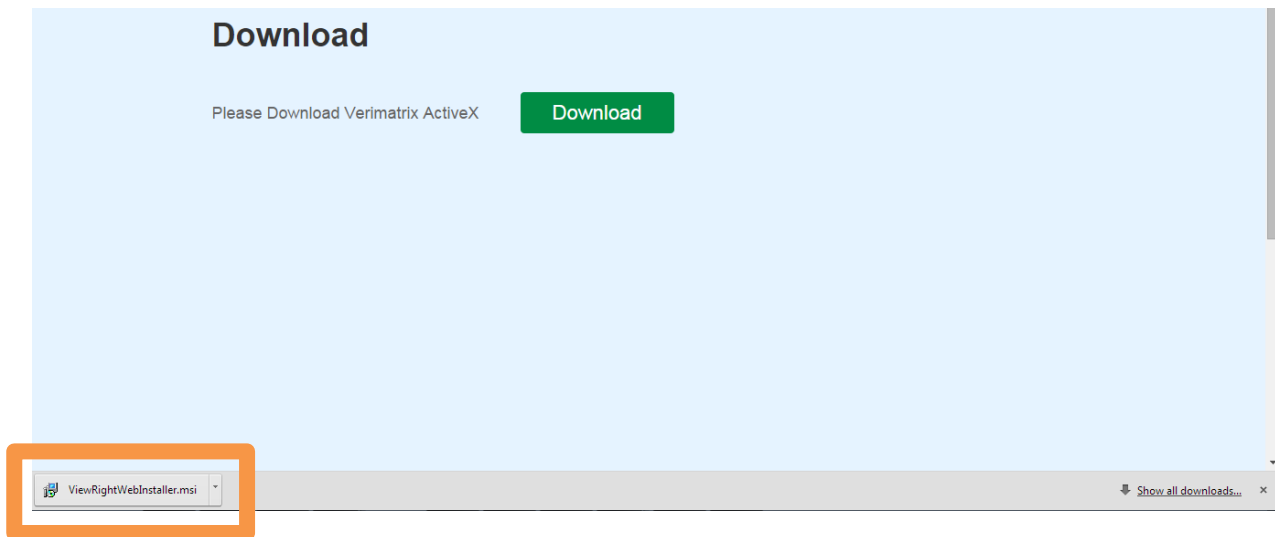 Download
Please Download Verimatrix ActiveX
Download
ViewRightWebInstaller.msi
Show all downloads...